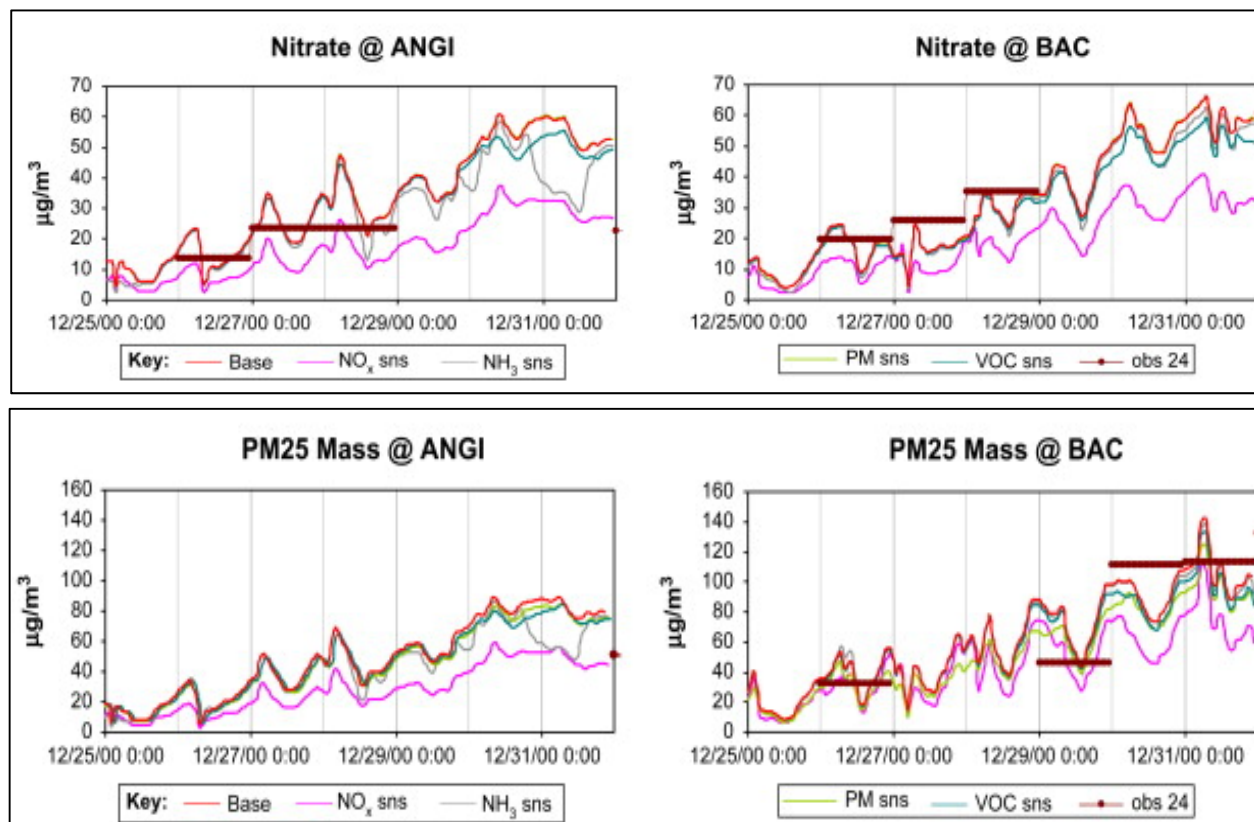 Nitrate @ ANGI
µg/m³
70
60
50
40
30
20
10
0
12/25/00 0:00 12/27/00 0:00 12/29/00 0:00 12/31/00 0:00
Key: Base NOx sns NH3 sns
Nitrate @ BAC
µg/m³
70
60
50
40
30
20
10
0
12/25/00 0:00 12/27/00 0:00 12/29/00 0:00 12/31/00 0:00
PM sns VOC sns obs 24
PM25 Mass @ ANGI
µg/m³
160
140
120
100
80
60
40
20
0
12/25/00 0:00 12/27/00 0:00 12/29/00 0:00 12/31/00 0:00
Key: Base NOx sns NH3 sns
PM25 Mass @ BAC
µg/m³
160
140
120
100
80
60
40
20
0
12/25/00 0:00 12/27/00 0:00 12/29/00 0:00 12/31/00 0:00
PM sns VOC sns obs 24